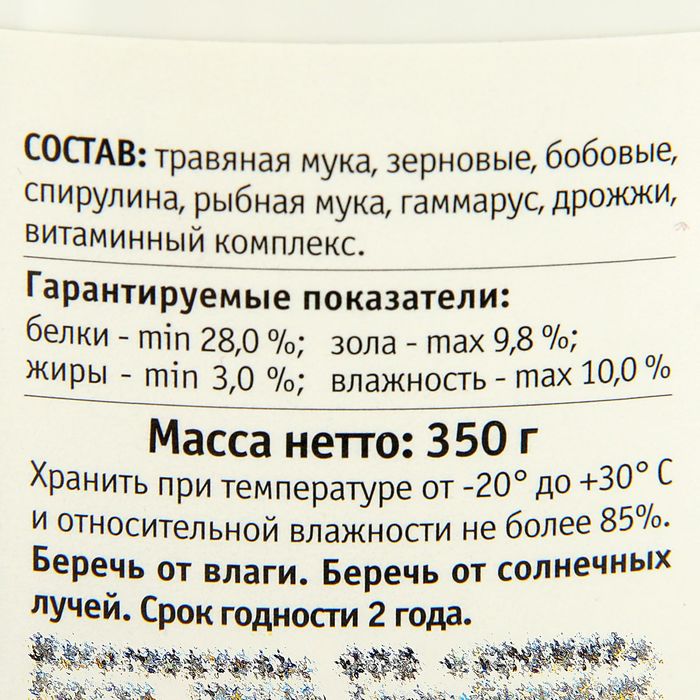 СОСТАВ: травяная мука, зерновые, бобовые,
спирулина, рыбная мука, гаммарус, дрожжи,
витаминный комплекс.
Гарантируемые показатели:
белки - min 28,0 %; зола - max 9,8 %;
жиры - min 3,0 %; влажность - max 10,0 %
Масса нетто: 350 г
Хранить при температуре от -20° до +30° С
и относительной влажности не более 85%.
Беречь от влаги. Беречь от солнечных
лучей. Срок годности 2 года.